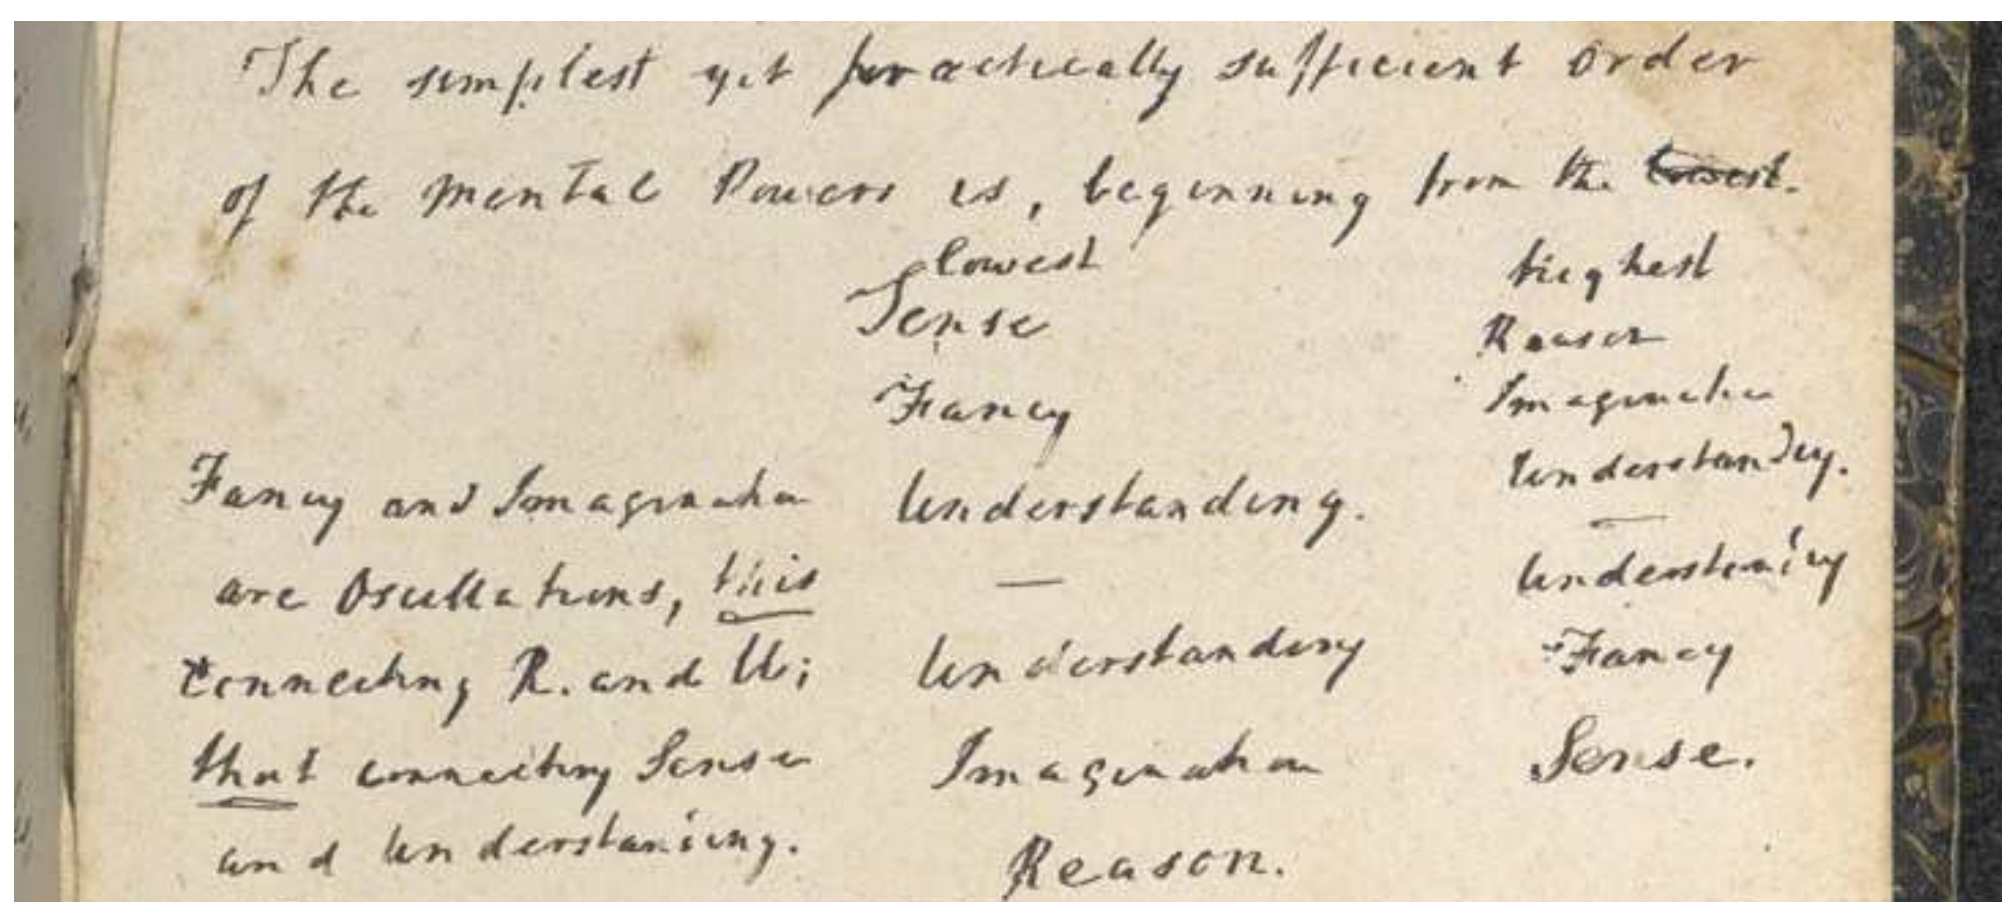 The simplest yet practically sufficient order
of the Mental Powers is, beginning from the lowest.
lowest
Sense
Fancy
Understanding.
—
Understanding
Imagination
Reason.
highest
Reason
Imagination
Understanding.
—
Understanding
Fancy
Sense.
Fancy and Imagination
are Oscillations, this
connecting R. and U;
that connecting Sense
and Understanding.